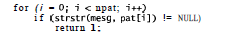 for (i = 0; i < npat; i++)
if (strstr(mesg, pat[i]) != NULL)
return 1;